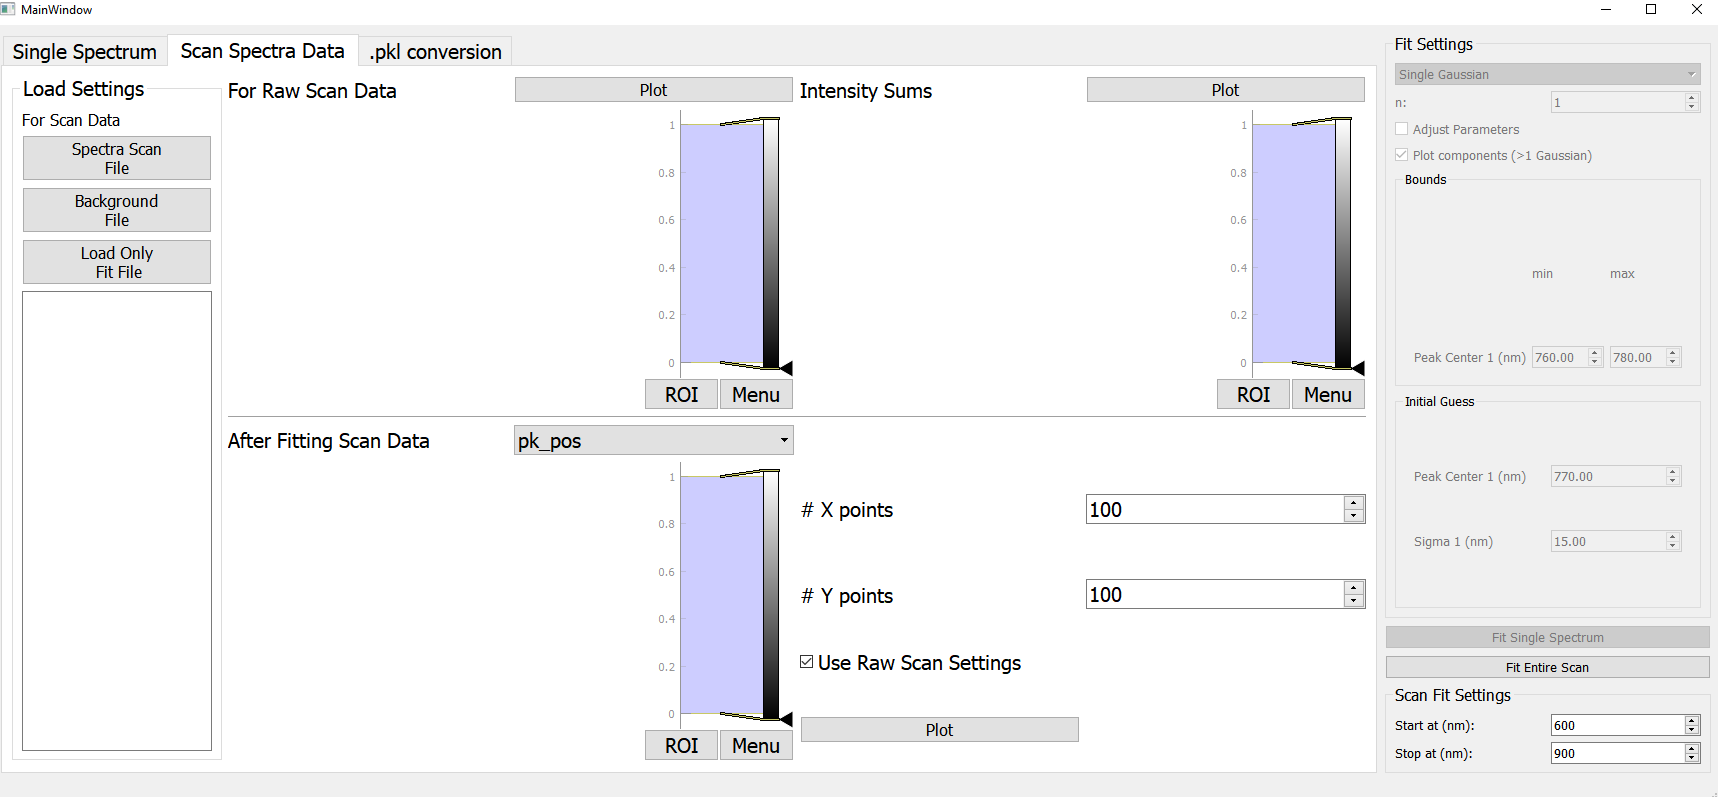 MainWindow
Single Spectrum
Scan Spectra Data
.pkl conversion
Load Settings
For Scan Data
Spectra Scan
File
Background
File
Load Only
Fit File
For Raw Scan Data
Plot
1
0.8
0.6
0.4
0.2
0
ROI
Menu
Intensity Sums
Plot
1
0.8
0.6
0.4
0.2
0
ROI
Menu
After Fitting Scan Data
pk_pos
1
0.8
0.6
0.4
0.2
0
ROI
Menu
# X points
100
# Y points
100
Use Raw Scan Settings
Plot
Fit Settings
Single Gaussian
n:
1
Adjust Parameters
Plot components (>1 Gaussian)
Bounds
min
max
Peak Center 1 (nm)
760.00
780.00
Initial Guess
Peak Center 1 (nm)
770.00
Sigma 1 (nm)
15.00
Fit Single Spectrum
Fit Entire Scan
Scan Fit Settings
Start at (nm):
600
Stop at (nm):
900